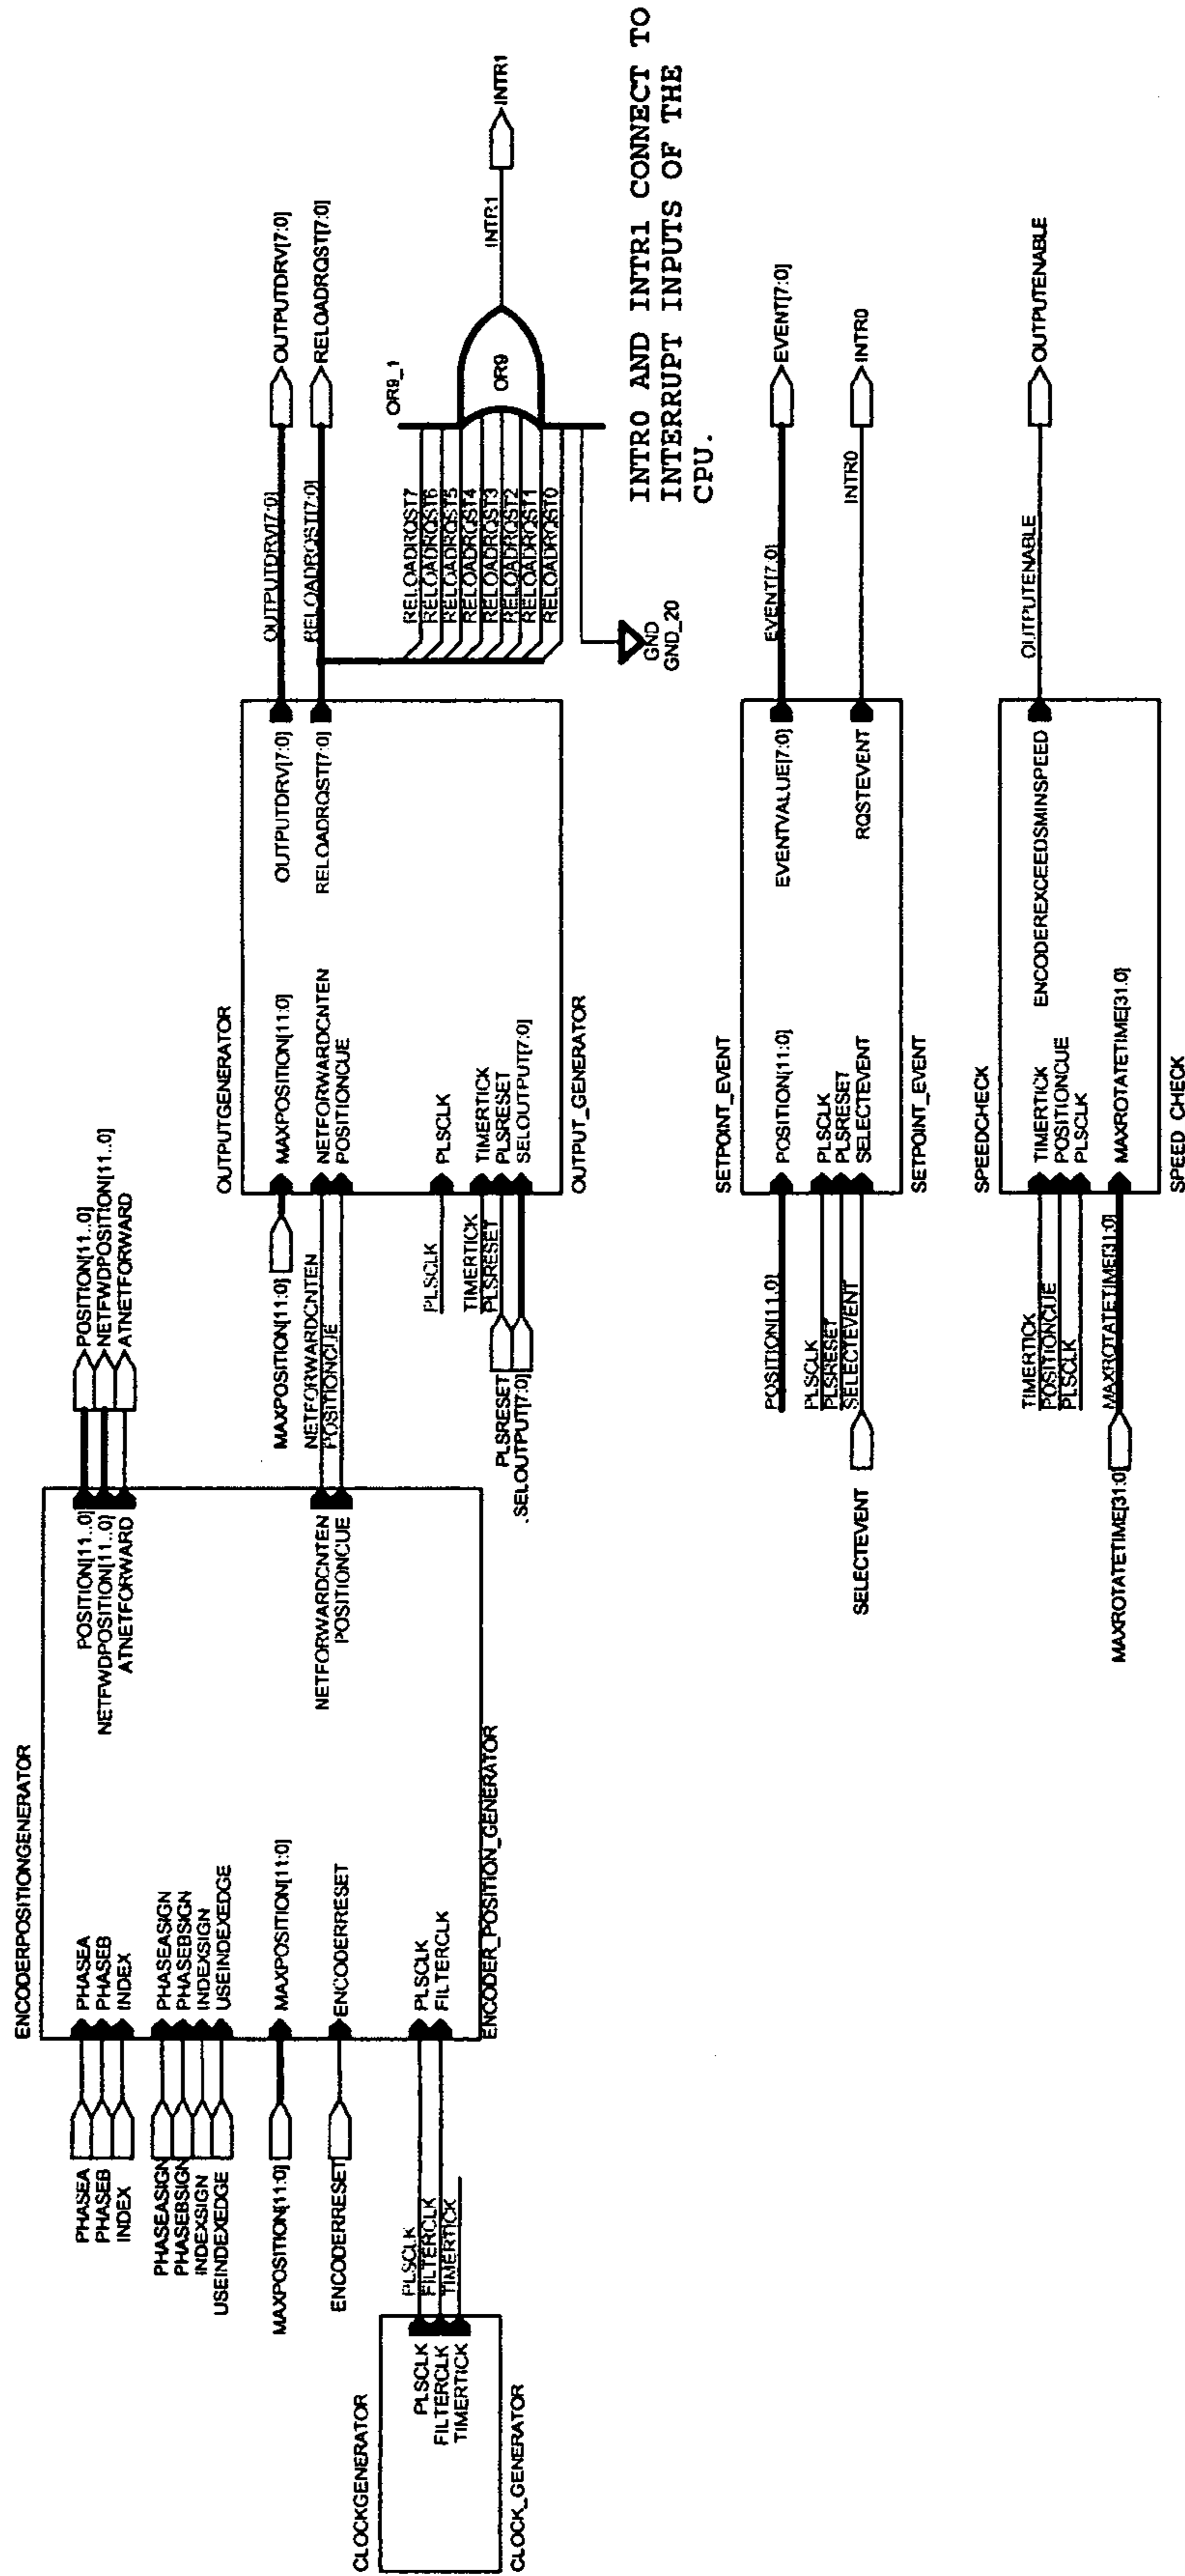 CLOCKGENERATOR
PLSCLK
FILTERCLK
TIMERTICK
CLOCK_GENERATOR
PLSCLK
FILTERCLK
TIMERTICK
ENCODERPOSITIONGENERATOR
PHASEA
PHASEB
INDEX
PHASEASIGN
PHASEBSIGN
INDEXSIGN
USEINDEXEDGE
MAXPOSITION[11:0]
ENCODERRESET
PHASEA
PHASEB
INDEX
PHASEASIGN
PHASEBSIGN
INDEXSIGN
USEINDEXEDGE
MAXPOSITION[11:0]
ENCODERRESET
PLSCLK
FILTERCLK
ENCODER_POSITION_GENERATOR
POSITION[11..0]
NETFWDPOSITION[11..0]
ATNETFORWARD
NETFORWARDCNTEN
POSITIONCUE
POSITION[11..0]
NETFWDPOSITION[11..0]
ATNETFORWARD
OUTPUTGENERATOR
MAXPOSITION[11:0]
NETFORWARDCNTEN
POSITIONCUE
PLSCLK
TIMERTICK
PLSRESET
PLSRESET
.SELOUTPUT[7:0]
MAXPOSITION[11:0]
NETFORWARDCNTEN
POSITIONCUE
PLSCLK
TIMERTICK
PLSRESET
SELOUTPUT[7:0]
OUTPUT_GENERATOR
OUTPUTDRV[7:0]
RELOADRQST[7:0]
OUTPUTDRV[7:0]
RELOADRQST[7:0]
OUTPUTDRV[7:0]
RELOADRQST[7:0]
OR9_1
RELOADRQST7
RELOADRQST6
RELOADRQST5
RELOADRQST4
RELOADRQST3
RELOADRQST2
RELOADRQST1
RELOADRQST0
OR9
INTR1
INTR1
GND
GND_20
INTR0 AND INTR1 CONNECT TO
INTERRUPT INPUTS OF THE
CPU.
SETPOINT_EVENT
POSITION[11:0]
PLSCLK
PLSRESET
SELECTEVENT
SELECTEVENT
POSITION[11:0]
PLSCLK
PLSRESET
SELECTEVENT
SETPOINT_EVENT
EVENTVALUE[7:0]
RQSTEVENT
EVENT[7:0]
INTR0
EVENT[7:0]
INTR0
SPEEDCHECK
TIMERTICK
POSITIONCUE
PLSCLK
MAXROTATETIME[31:0]
MAXROTATETIME[31:0]
TIMERTICK
POSITIONCUE
PLSCLK
MAXROTATETIME[31:0]
SPEED_CHECK
ENCODEREXCEEDSMINSPEED
OUTPUTENABLE
OUTPUTENABLE